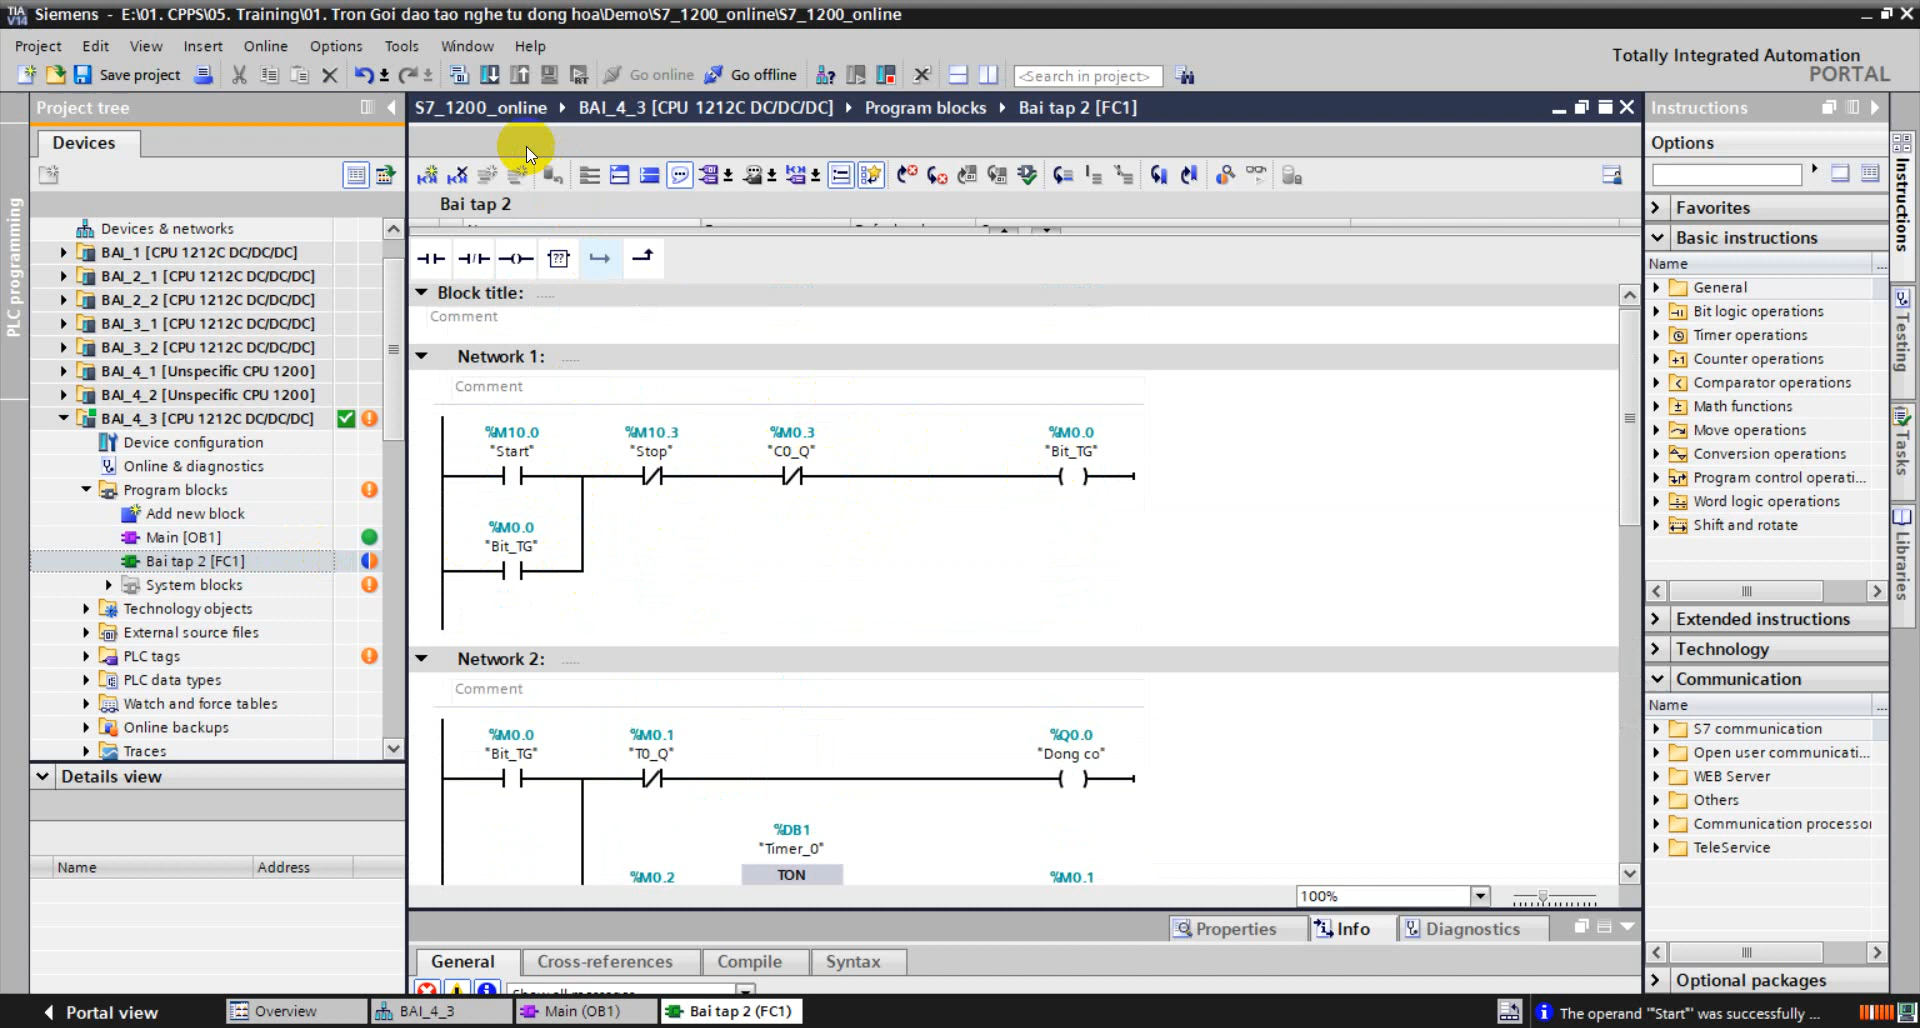 TIA V14 Siemens - E:\01. CPPS\05. Training\01. Tron Goi dao tao nghe tu dong hoa\Demo\S7_1200_online\S7_1200_online
Project Edit View Insert Online Options Tools Window Help
Totally Integrated Automation
PORTAL
Save project Go online Go offline <Search in project>
Project tree
S7_1200_online BAI_4_3 [CPU 1212C DC/DC/DC] Program blocks Bai tap 2 [FC1]
Instructions
Devices
Options
PLC programming
Devices & networks
BAI_1 [CPU 1212C DC/DC/DC]
BAI_2_1 [CPU 1212C DC/DC/DC]
BAI_2_2 [CPU 1212C DC/DC/DC]
BAI_3_1 [CPU 1212C DC/DC/DC]
BAI_3_2 [CPU 1212C DC/DC/DC]
BAI_4_1 [Unspecific CPU 1200]
BAI_4_2 [Unspecific CPU 1200]
BAI_4_3 [CPU 1212C DC/DC/DC]
Device configuration
Online & diagnostics
Program blocks
Add new block
Main [OB1]
Bai tap 2 [FC1]
System blocks
Technology objects
External source files
PLC tags
PLC data types
Watch and force tables
Online backups
Traces
Details view
Name Address
Bai tap 2
??
Block title: .....
Comment
Network 1: .....
Comment
%M10.0 %M10.3 %M0.3 %M0.0
"Start" "Stop" "C0_Q" "Bit_TG"
%M0.0
"Bit_TG"
Network 2: .....
Comment
%M0.0 %M0.1 %Q0.0
"Bit_TG" "T0_Q" "Dong co"
%DB1
"Timer_0"
%M0.2 TON %M0.1
100%
Properties Info Diagnostics
General Cross-references Compile Syntax
Favorites
Basic instructions
Name ...
General
Bit logic operations
Timer operations
Counter operations
Comparator operations
Math functions
Move operations
Conversion operations
Program control operati...
Word logic operations
Shift and rotate
Extended instructions
Technology
Communication
Name ...
S7 communication
Open user communicati...
WEB Server
Others
Communication processor
TeleService
Optional packages
Instructions
Testing
Tasks
Libraries
Portal view Overview BAI_4_3 Main (OB1) Bai tap 2 (FC1) The operand '"Start"' was successfully ...